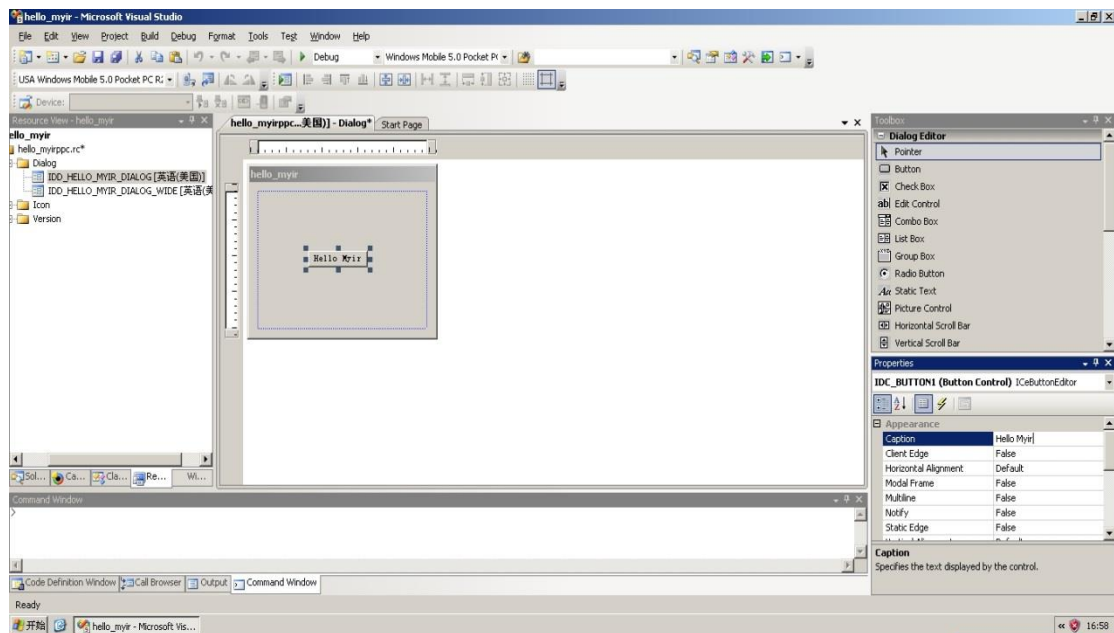 hello_myir - Microsoft Visual Studio
File Edit View Project Build Debug Format Tools Test Window Help
Debug
Windows Mobile 5.0 Pocket P(
USA Windows Mobile 5.0 Pocket PC R:
Device:
Resource View - hello_myir
ello_myir
hello_myirppc.rc*
Dialog
IDD_HELLO_MYIR_DIALOG [英语(美国)]
IDD_HELLO_MYIR_DIALOG_WIDE [英语(美
Icon
Version
Sol... Ca... Cla... Re... Wi...
hello_myirppc...美国)] - Dialog* Start Page
hello_myir
Hello Myir
Toolbox
Dialog Editor
Pointer
Button
Check Box
Edit Control
Combo Box
List Box
Group Box
Radio Button
Static Text
Picture Control
Horizontal Scroll Bar
Vertical Scroll Bar
Properties
IDC_BUTTON1 (Button Control) ICeButtonEditor
Appearance
Caption Hello Myir
Client Edge False
Horizontal Alignment Default
Modal Frame False
Multiline False
Notify False
Static Edge False
Caption
Specifies the text displayed by the control.
Command Window
>
Code Definition Window Call Browser Output Command Window
Ready
开始 hello_myir - Microsoft Vis... 16:58